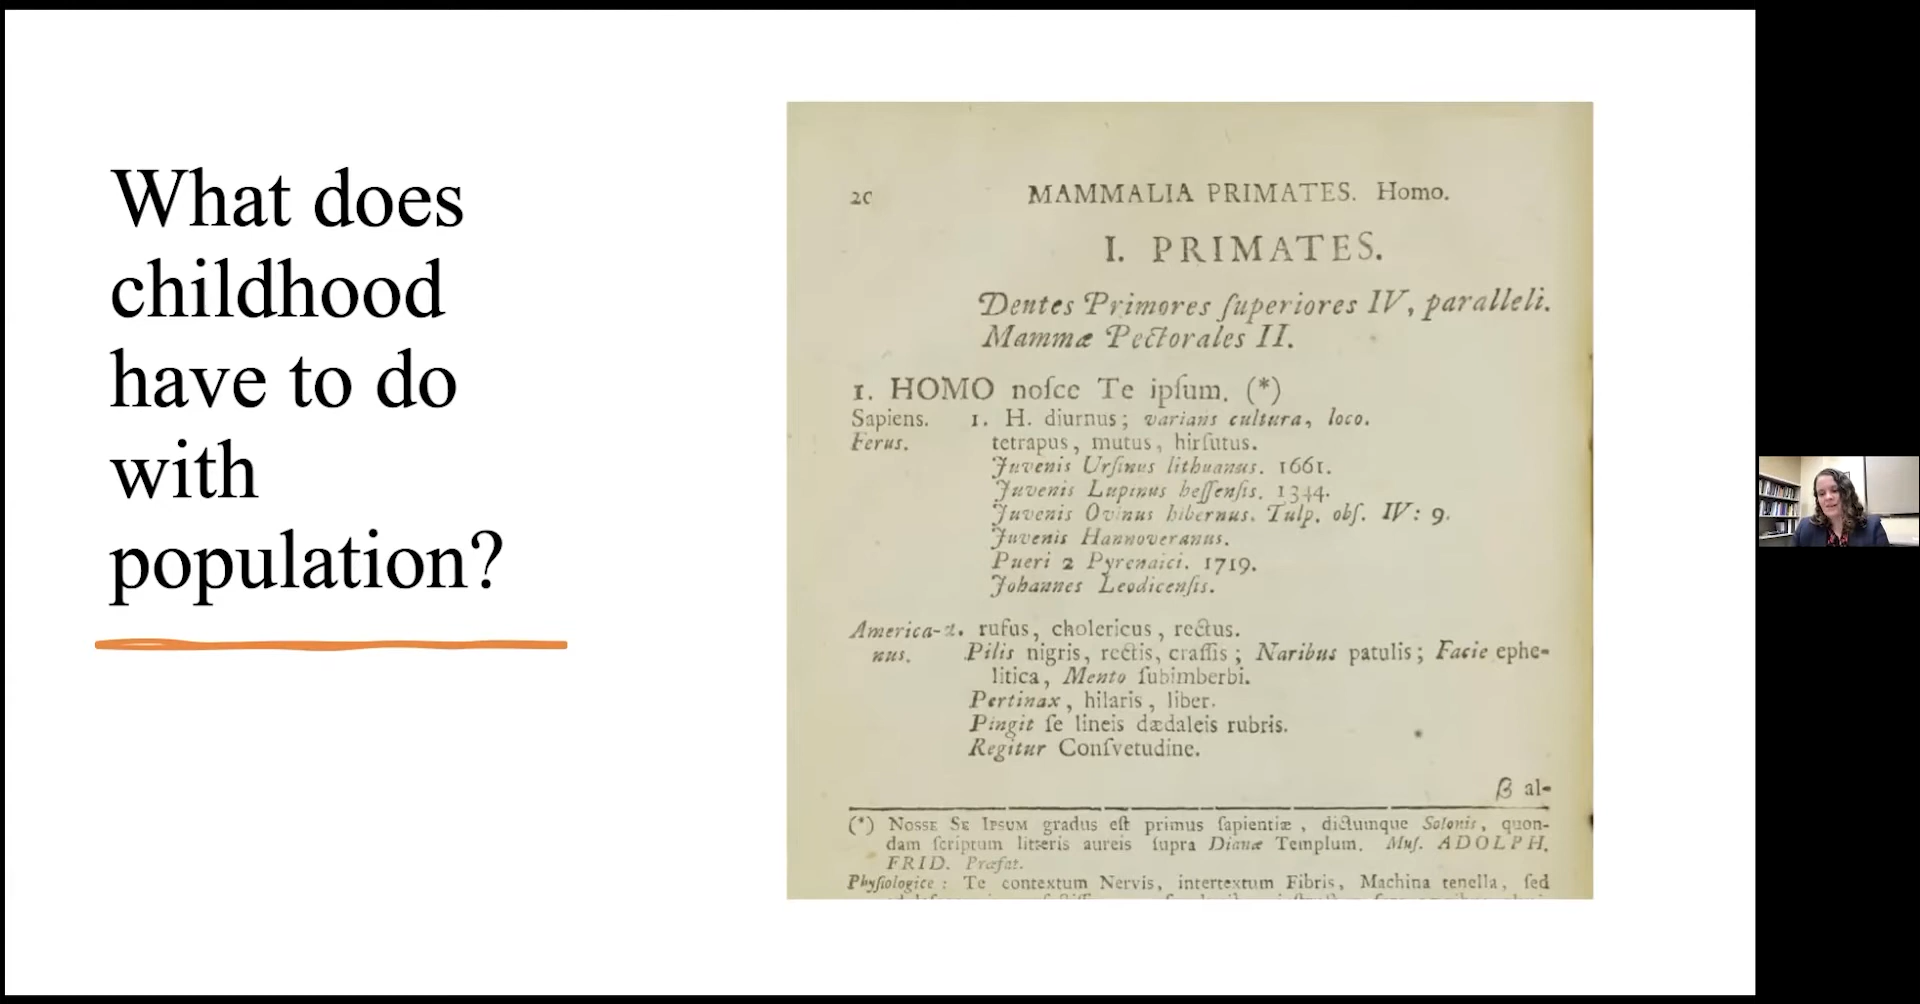 What does
childhood
have to do
with
population?
20 MAMMALIA PRIMATES. Homo.
I. PRIMATES.
Dentes Primores ſuperiores IV, paralleli.
Mammæ Pectorales II.
1. HOMO noſce Te ipſum. (*)
Sapiens. 1. H. diurnus; varians cultura, loco.
Ferus. tetrapus, mutus, hirſutus.
Juvenis Urſinus lithuanus. 1661.
Juvenis Lupinus heſſenſis. 1344.
Juvenis Ovinus hibernus. Tulp. obſ. IV: 9.
Juvenis Hannoveranus.
Pueri 2 Pyrenaici. 1719.
Johannes Leodicenſis.
America- α. rufus, cholericus, rectus.
nus. Pilis nigris, rectis, craſſis; Naribus patulis; Facie ephe-
litica, Mento ſubimberbi.
Pertinax, hilaris, liber.
Pingit ſe lineis dædaleis rubris.
Regitur Conſvetudine.
β al-
(*) NOSSE SE IPSUM gradus eſt primus ſapientiæ, dictumque Solonis, quon-
dam ſcriptum litteris aureis ſupra Dianæ Templum. Muſ. ADOLPH.
FRID. Præfat.
Phyſiologice: Te contextum Nervis, intertextum Fibris, Machina tenella, ſed